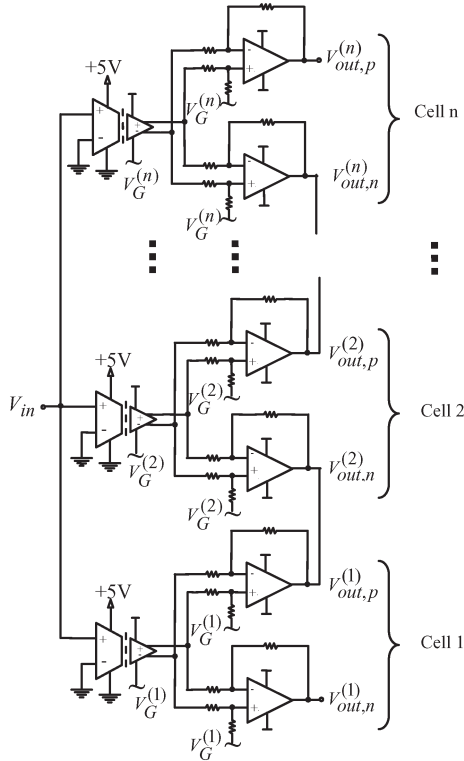 V_{out,p}^{(n)}
+5V
V_G^{(n)}
Cell n
+
-
V_G^{(n)}
V_{out,n}^{(n)}
V_G^{(n)}
V_{out,p}^{(2)}
+5V
V_G^{(2)}
V_{in}
Cell 2
V_G^{(2)}
V_{out,n}^{(2)}
V_G^{(2)}
V_{out,p}^{(1)}
+5V
V_G^{(1)}
Cell 1
V_G^{(1)}
V_{out,n}^{(1)}
V_G^{(1)}